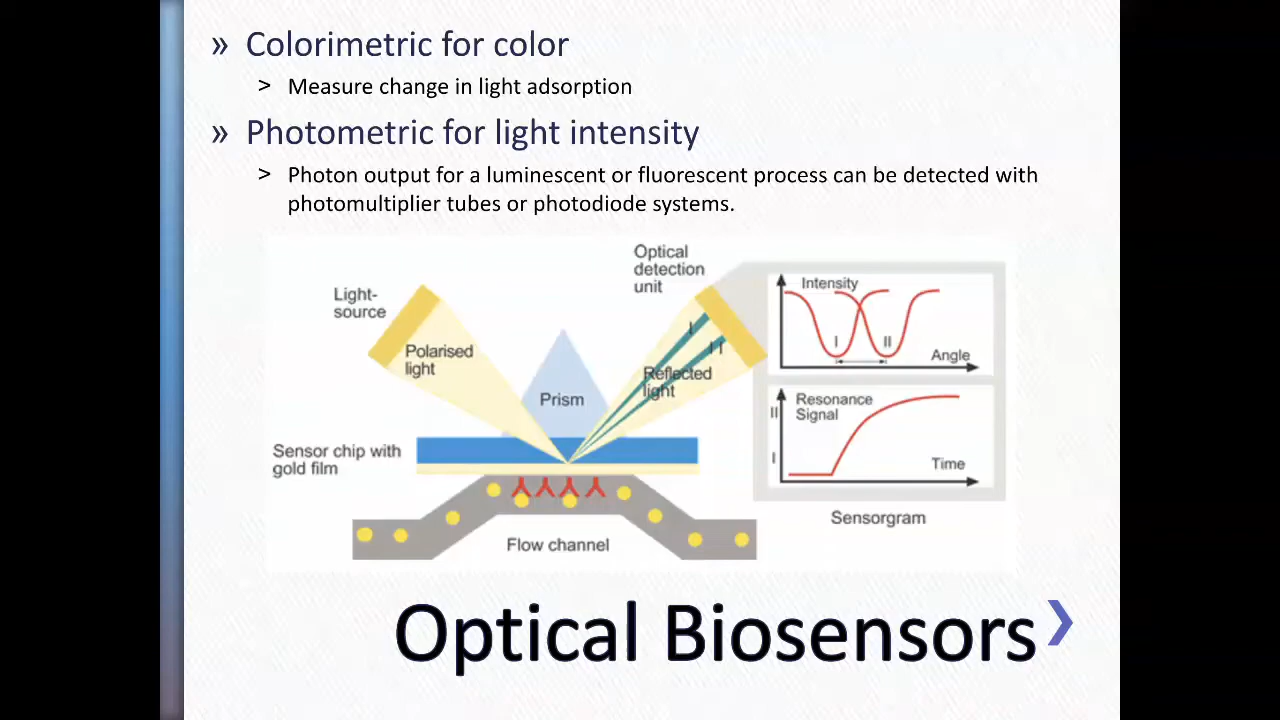 » Colorimetric for color
> Measure change in light adsorption
» Photometric for light intensity
> Photon output for a luminescent or fluorescent process can be detected with
photomultiplier tubes or photodiode systems.
Light-
source
Polarised
light
Prism
Optical
detection
unit
I
II
Reflected
light
Sensor chip with
gold film
Flow channel
Intensity
I
II
Angle
Resonance
Signal
II
I
Time
Sensorgram
Optical Biosensors